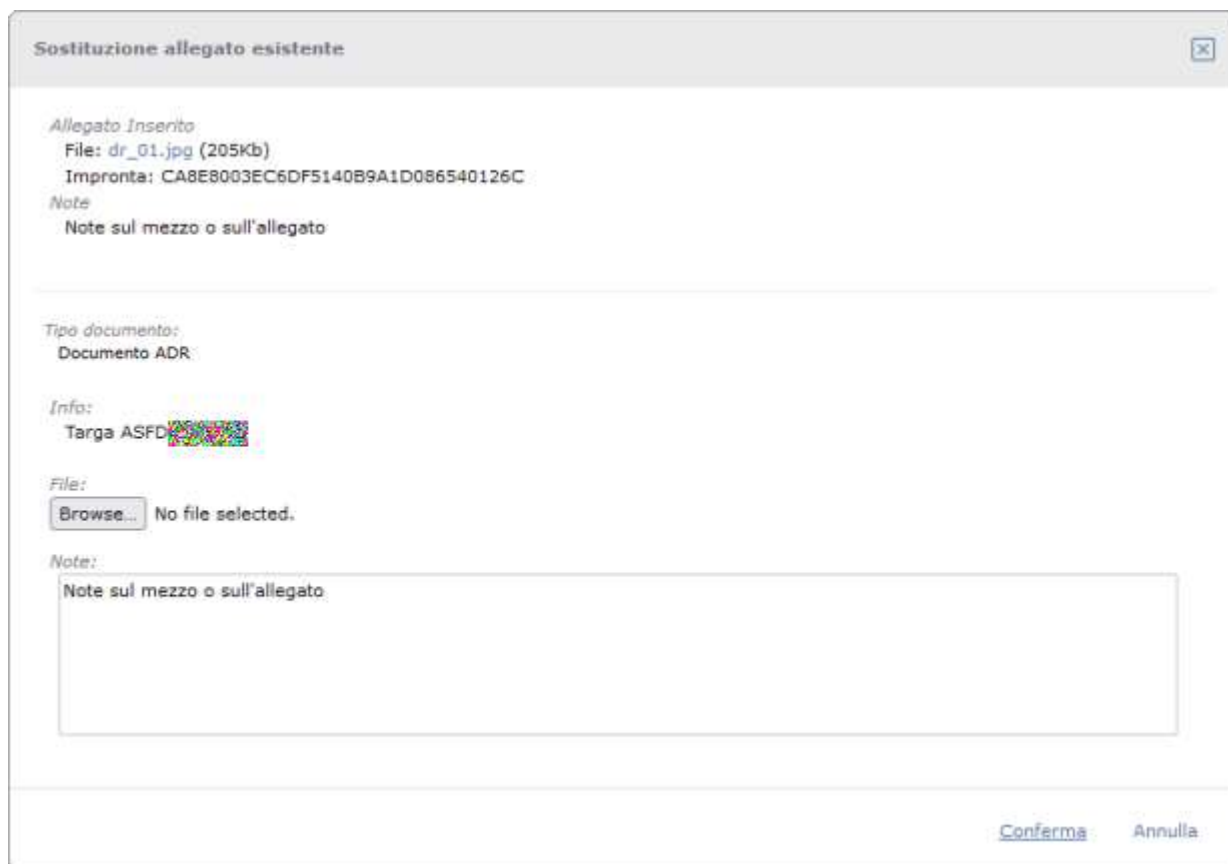 Sostituzione allegato esistente
Allegato Inserito
File: dr_01.jpg (205Kb)
Impronta: CA8E8003EC6DF5140B9A1D086540126C
Note
Note sul mezzo o sull'allegato
Tipo documento:
Documento ADR
Info:
Targa ASFD
File:
Browse... No file selected.
Note:
Note sul mezzo o sull'allegato
Conferma Annulla